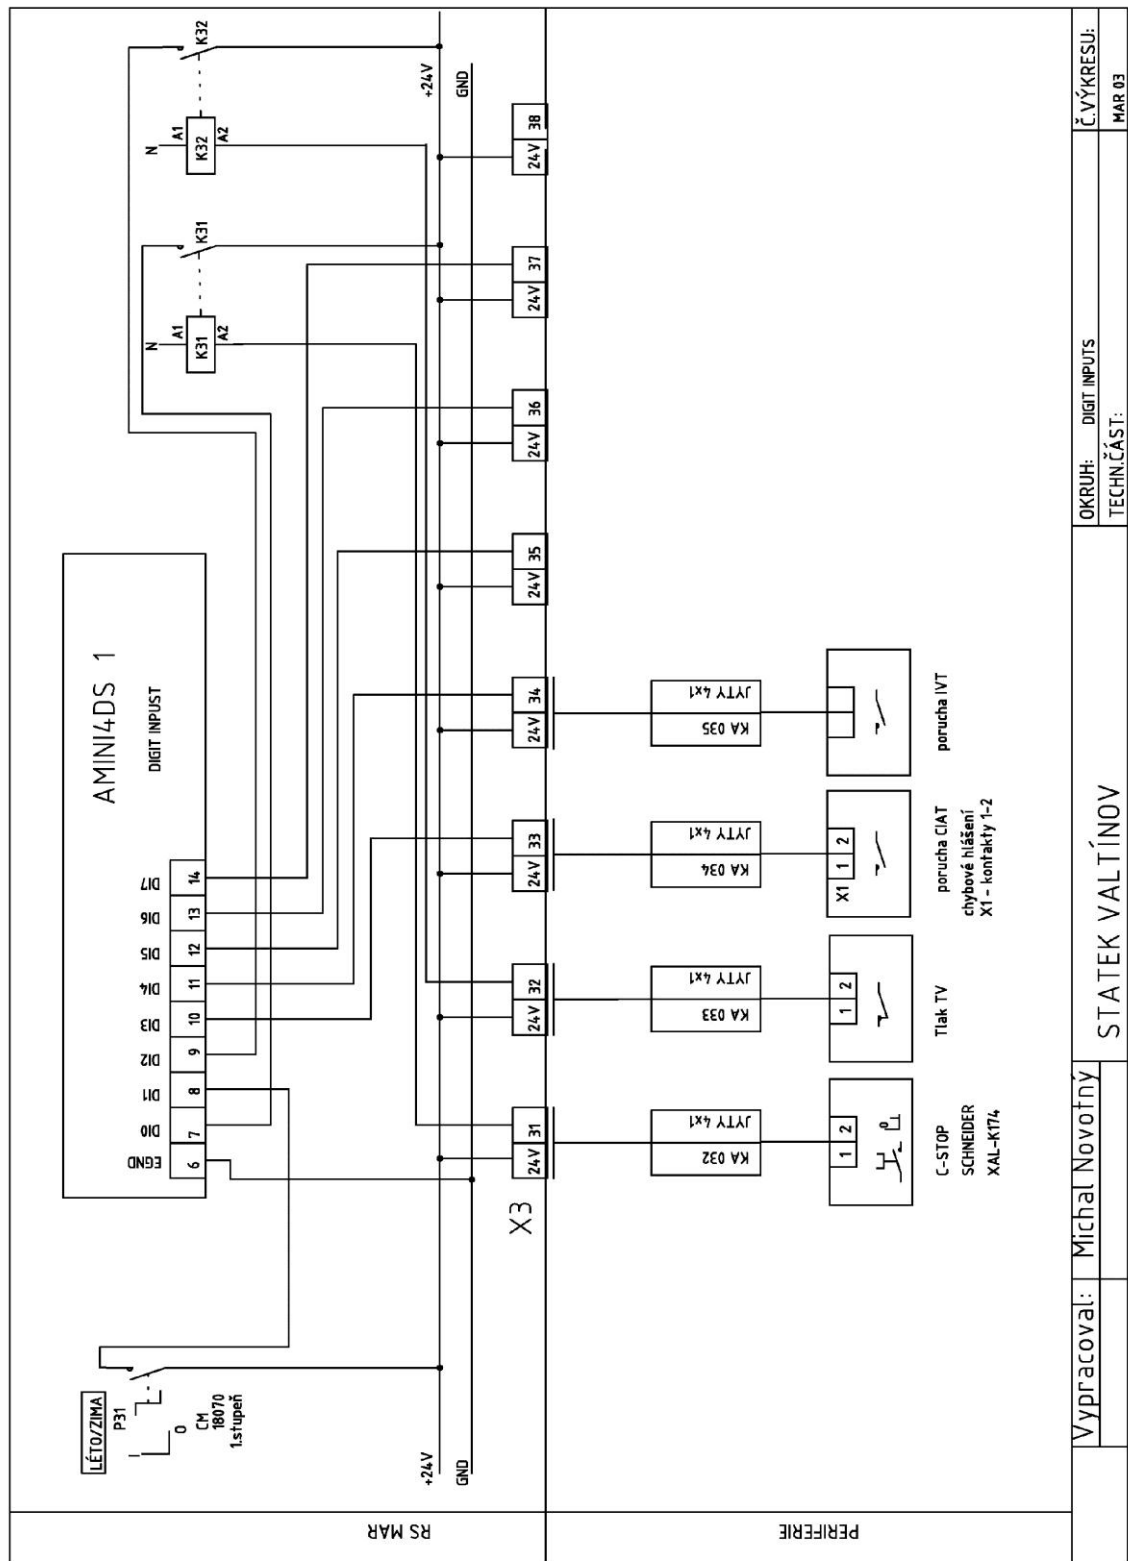 LÉTO/ZIMA
P31
I
0
CM
18070
1.stupeň
AMINI4DS 1
DIGIT INPUST
EGND
DI0
DI1
DI2
DI3
DI4
DI5
DI6
DI7
6
7
8
9
10
11
12
13
14
N
A1
K31
A2
K31
N
A1
K32
A2
K32
+24V
GND
+24V
GND
X3
24V 31
24V 32
24V 33
24V 34
24V 35
24V 36
24V 37
24V 38
RS MAR
PERIFERIE
KA 032
JYTY 4x1
KA 033
JYTY 4x1
KA 034
JYTY 4x1
KA 035
JYTY 4x1
1 2
1 2
X1 1 2
C-STOP
SCHNEIDER
XAL-K174
Tlak TV
porucha CIAT
chybové hlášení
X1 - kontakty 1-2
porucha IVT
Vypracoval: Michal Novotný
STATEK VALTÍNOV
OKRUH: DIGIT INPUTS
TECHN.ČÁST:
Č.VÝKRESU:
MAR 03